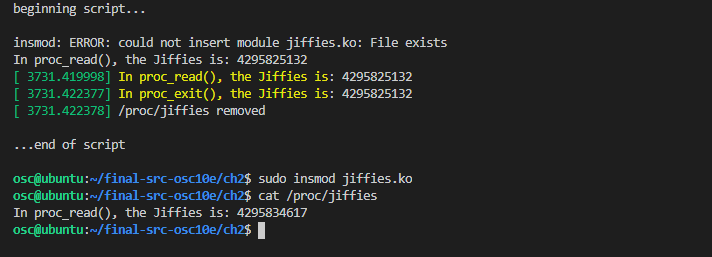 beginning script...
insmod: ERROR: could not insert module jiffies.ko: File exists
In proc_read(), the Jiffies is: 4295825132
[ 3731.419998] In proc_read(), the Jiffies is: 4295825132
[ 3731.422377] In proc_exit(), the Jiffies is: 4295825132
[ 3731.422378] /proc/jiffies removed
...end of script
osc@ubuntu:~/final-src-osc10e/ch2$ sudo insmod jiffies.ko
osc@ubuntu:~/final-src-osc10e/ch2$ cat /proc/jiffies
In proc_read(), the Jiffies is: 4295834617
osc@ubuntu:~/final-src-osc10e/ch2$